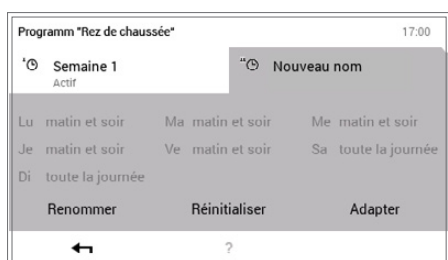 Programm "Rez de chaussée" 17:00
Semaine 1 Nouveau nom
Actif
Lu matin et soir Ma matin et soir Me matin et soir
Je matin et soir Ve matin et soir Sa toute la journée
Di toute la journée
Renommer Réinitialiser Adapter
?